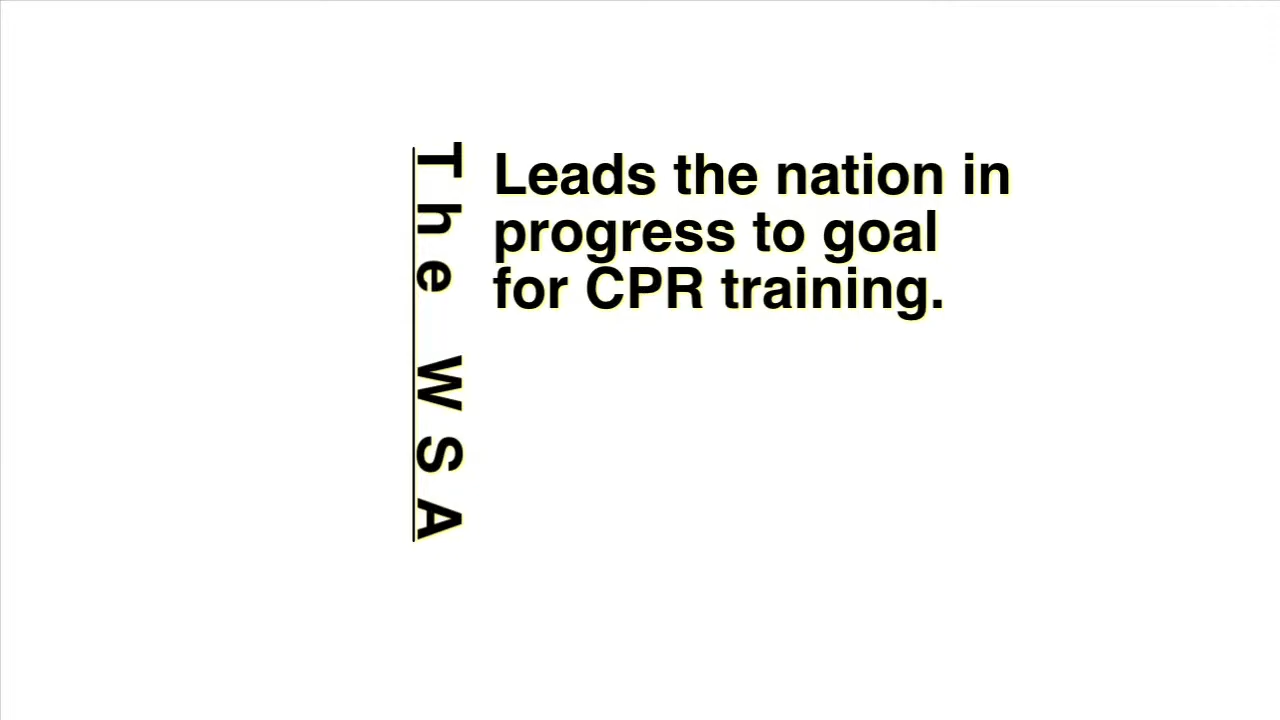 The WSA
Leads the nation in
progress to goal
for CPR training.